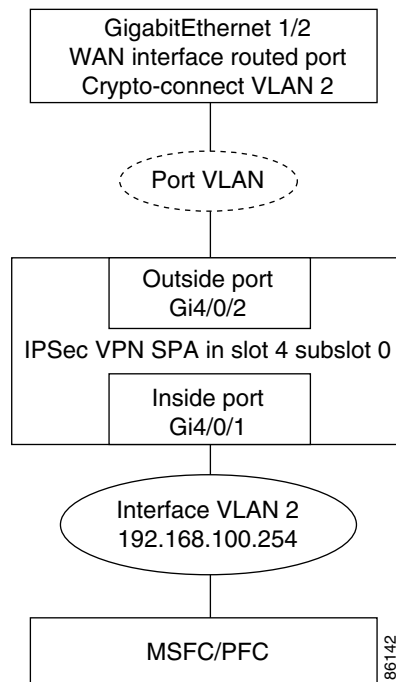 GigabitEthernet 1/2
WAN interface routed port
Crypto-connect VLAN 2
Port VLAN
Outside port
Gi4/0/2
IPSec VPN SPA in slot 4 subslot 0
Inside port
Gi4/0/1
Interface VLAN 2
192.168.100.254
MSFC/PFC
86142